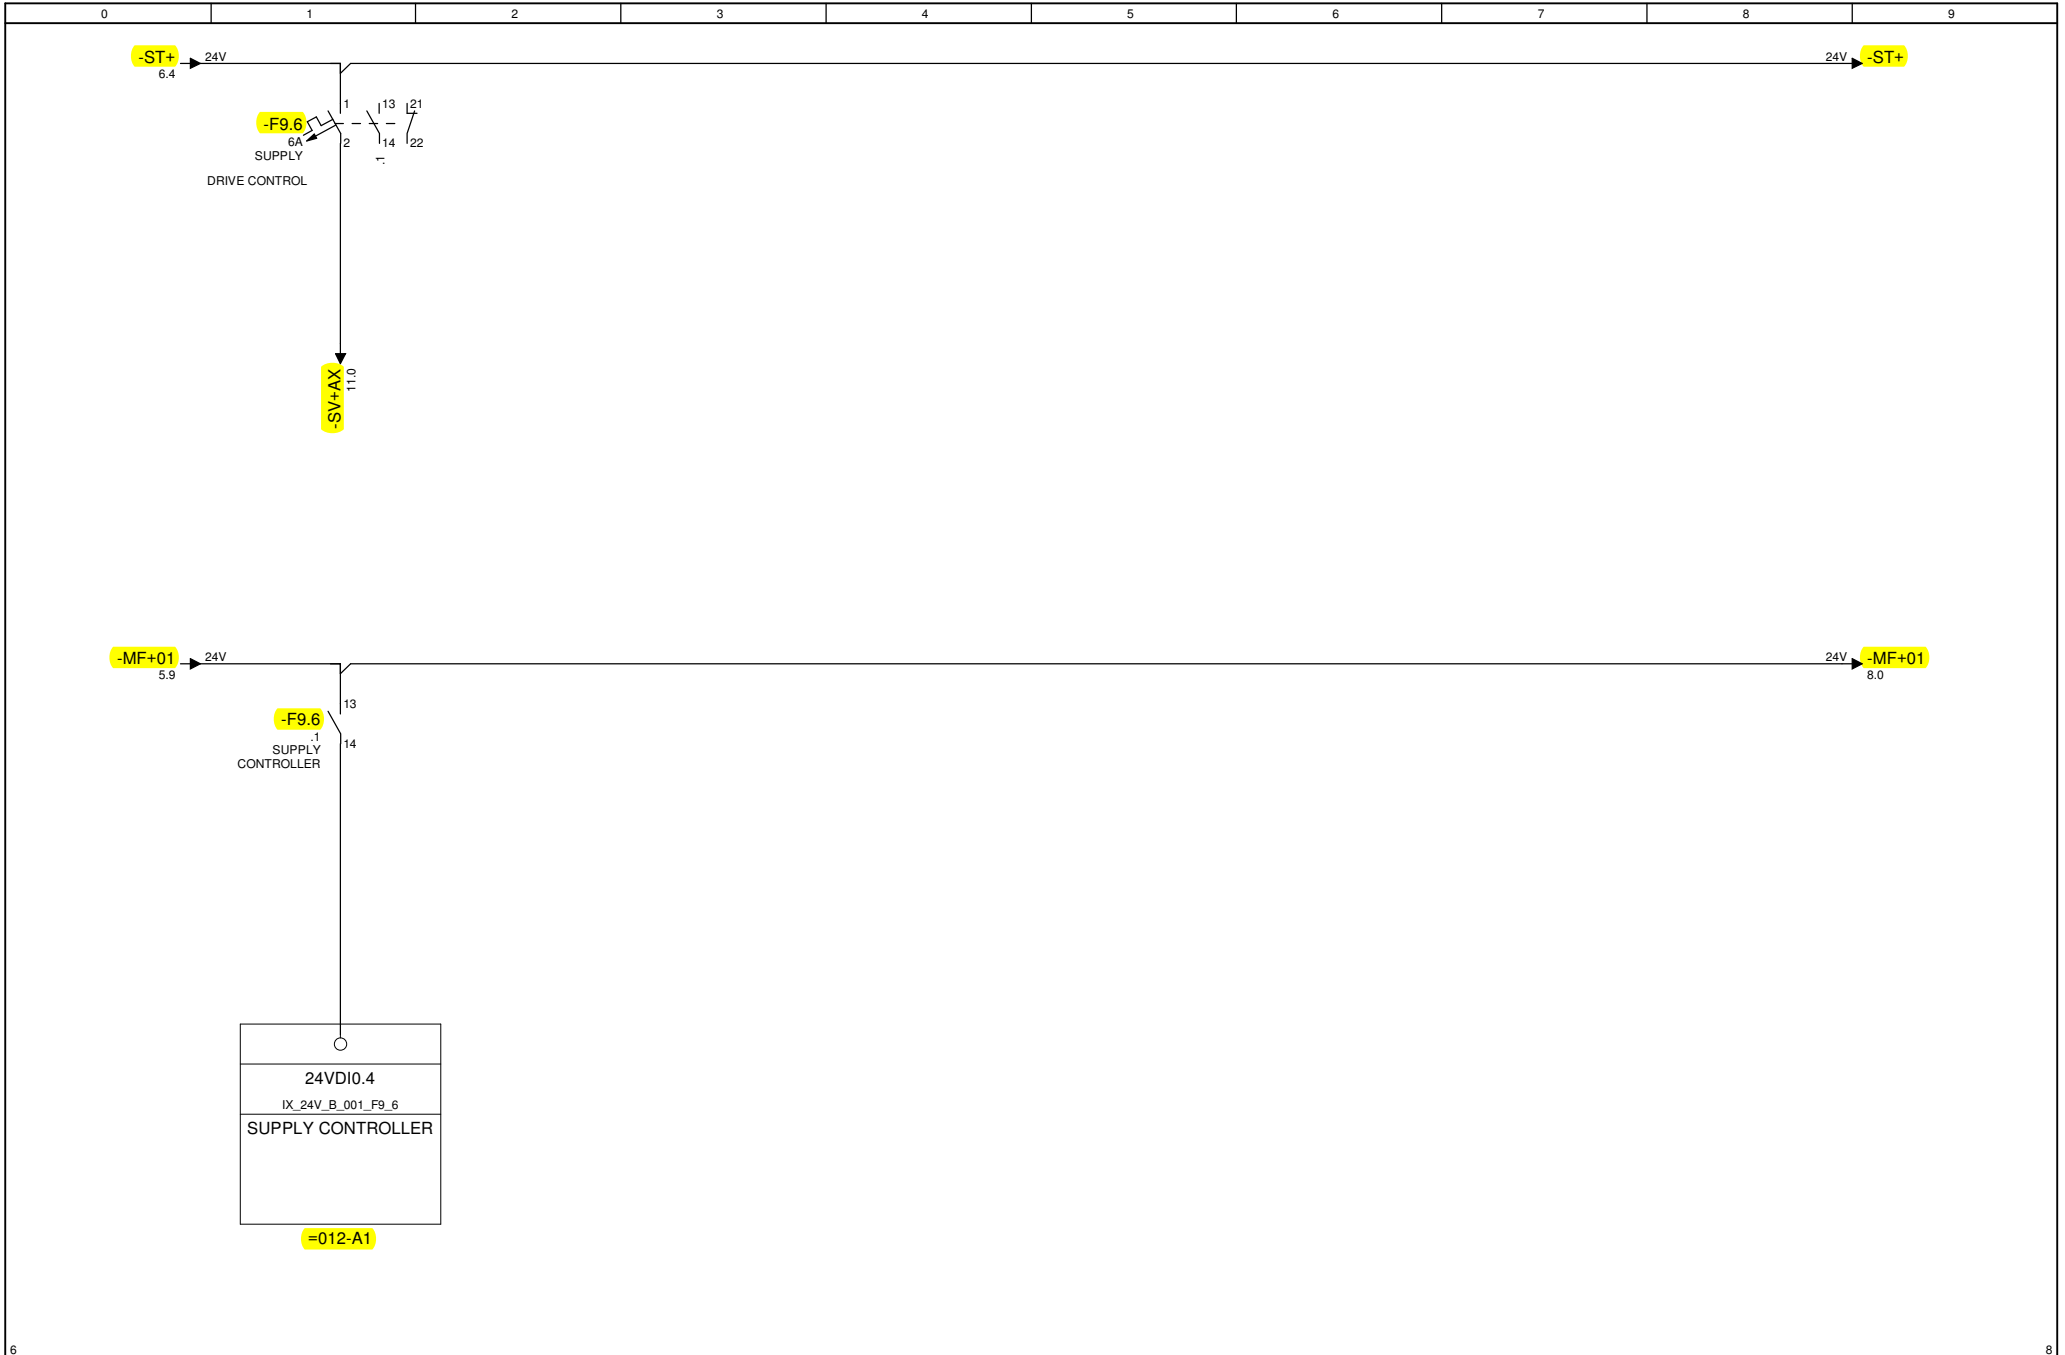 0 1 2 3 4 5 6 7 8 9
-ST+ 24V 24V -ST+
6.4
1 13 21
-F9.6
6A 2 14 22
SUPPLY .1
DRIVE CONTROL
-SV+AX
11.0
-MF+01 24V 24V -MF+01
5.9 8.0
13
-F9.6
.1 14
SUPPLY
CONTROLLER
24VDI0.4
IX_24V_B_001_F9_6
SUPPLY CONTROLLER
=012-A1
6 8